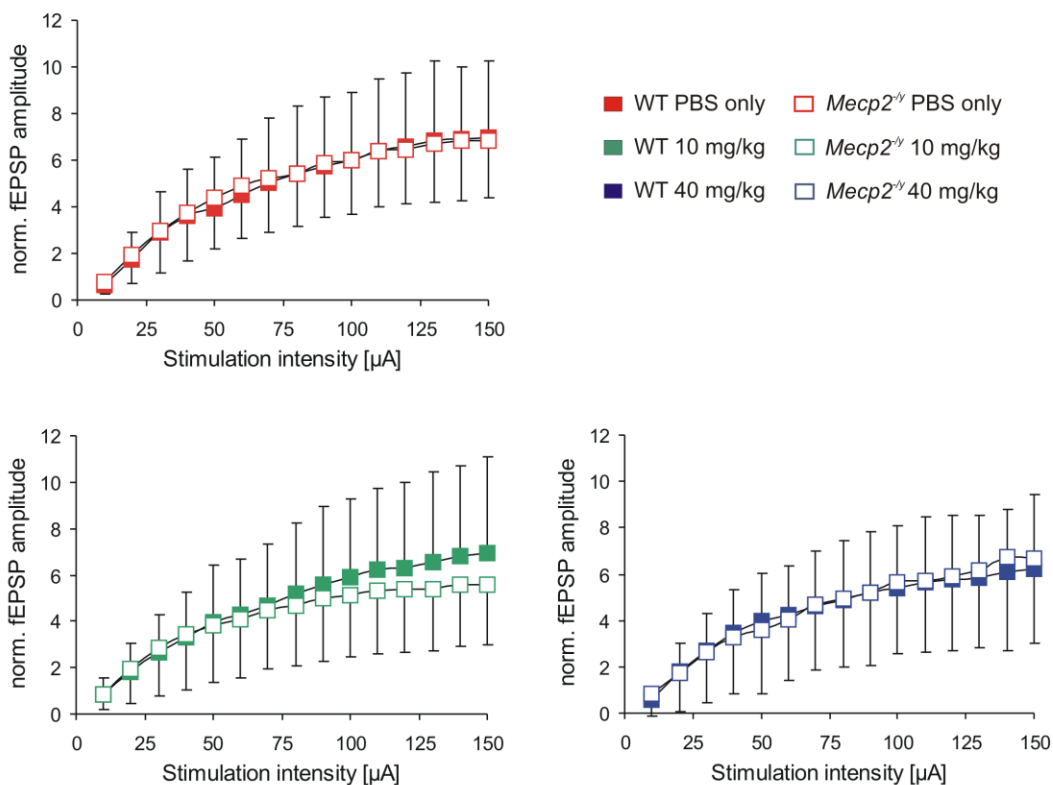 12
10
8
6
4
2
0
norm. fEPSP amplitude
0 25 50 75 100 125 150
Stimulation intensity [µA]
WT PBS only
Mecp2-/y PBS only
WT 10 mg/kg
Mecp2-/y 10 mg/kg
WT 40 mg/kg
Mecp2-/y 40 mg/kg
12
10
8
6
4
2
0
norm. fEPSP amplitude
0 25 50 75 100 125 150
Stimulation intensity [µA]
12
10
8
6
4
2
0
norm. fEPSP amplitude
0 25 50 75 100 125 150
Stimulation intensity [µA]